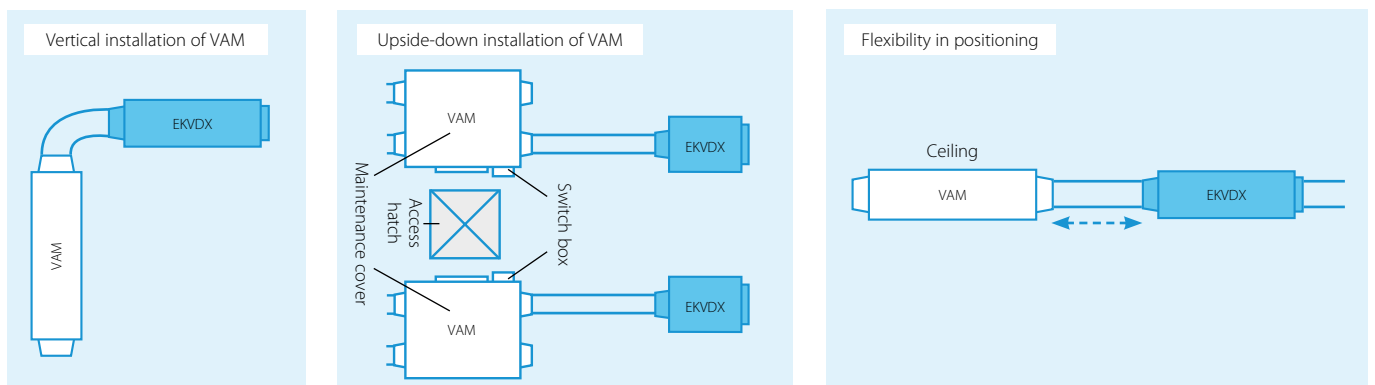 Vertical installation of VAM
EKVDX
VAM
Upside-down installation of VAM
VAM
EKVDX
Maintenance cover
Access
hatch
Switch box
VAM
EKVDX
Flexibility in positioning
Ceiling
VAM
EKVDX